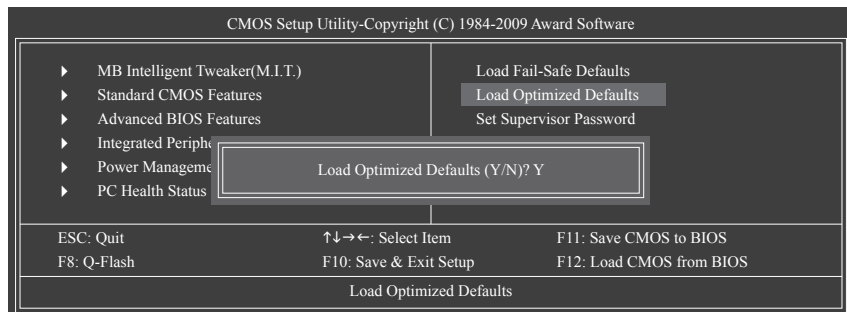 CMOS Setup Utility-Copyright (C) 1984-2009 Award Software
MB Intelligent Tweaker(M.I.T.)
Standard CMOS Features
Advanced BIOS Features
Integrated Periphe
Power Manageme
PC Health Status
Load Fail-Safe Defaults
Load Optimized Defaults
Set Supervisor Password
Load Optimized Defaults (Y/N)? Y
ESC: Quit
↑↓→←: Select Item
F11: Save CMOS to BIOS
F8: Q-Flash
F10: Save & Exit Setup
F12: Load CMOS from BIOS
Load Optimized Defaults